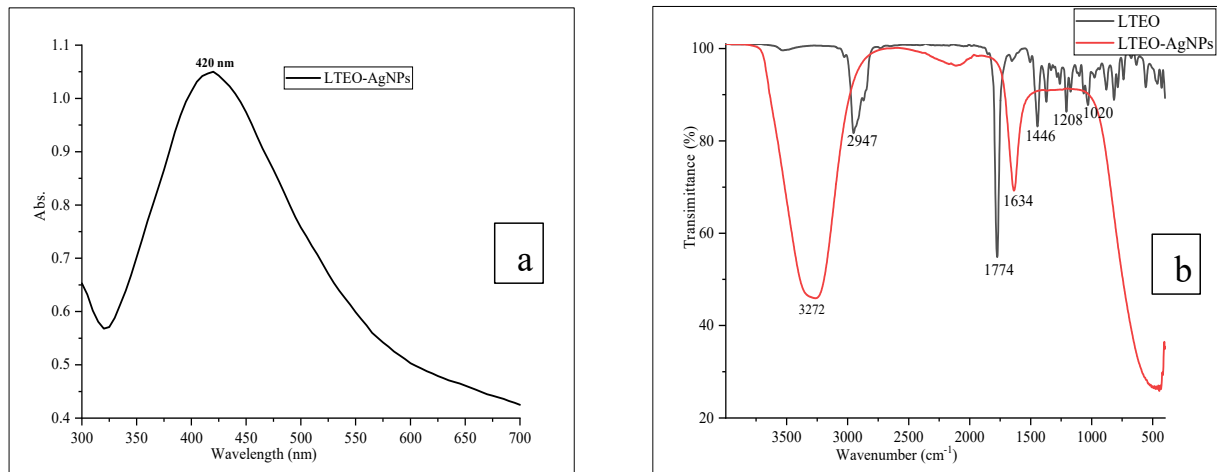 1.1
1.0
0.9
0.8
0.7
0.6
0.5
0.4
Abs.
420 nm
LTEO-AgNPs
a
300 350 400 450 500 550 600 650 700
Wavelength (nm)
100
80
60
40
20
Transimittance (%)
LTEO
LTEO-AgNPs
2947
1446
1208
1020
1634
1774
3272
b
3500 3000 2500 2000 1500 1000 500
Wavenumber (cm⁻¹)